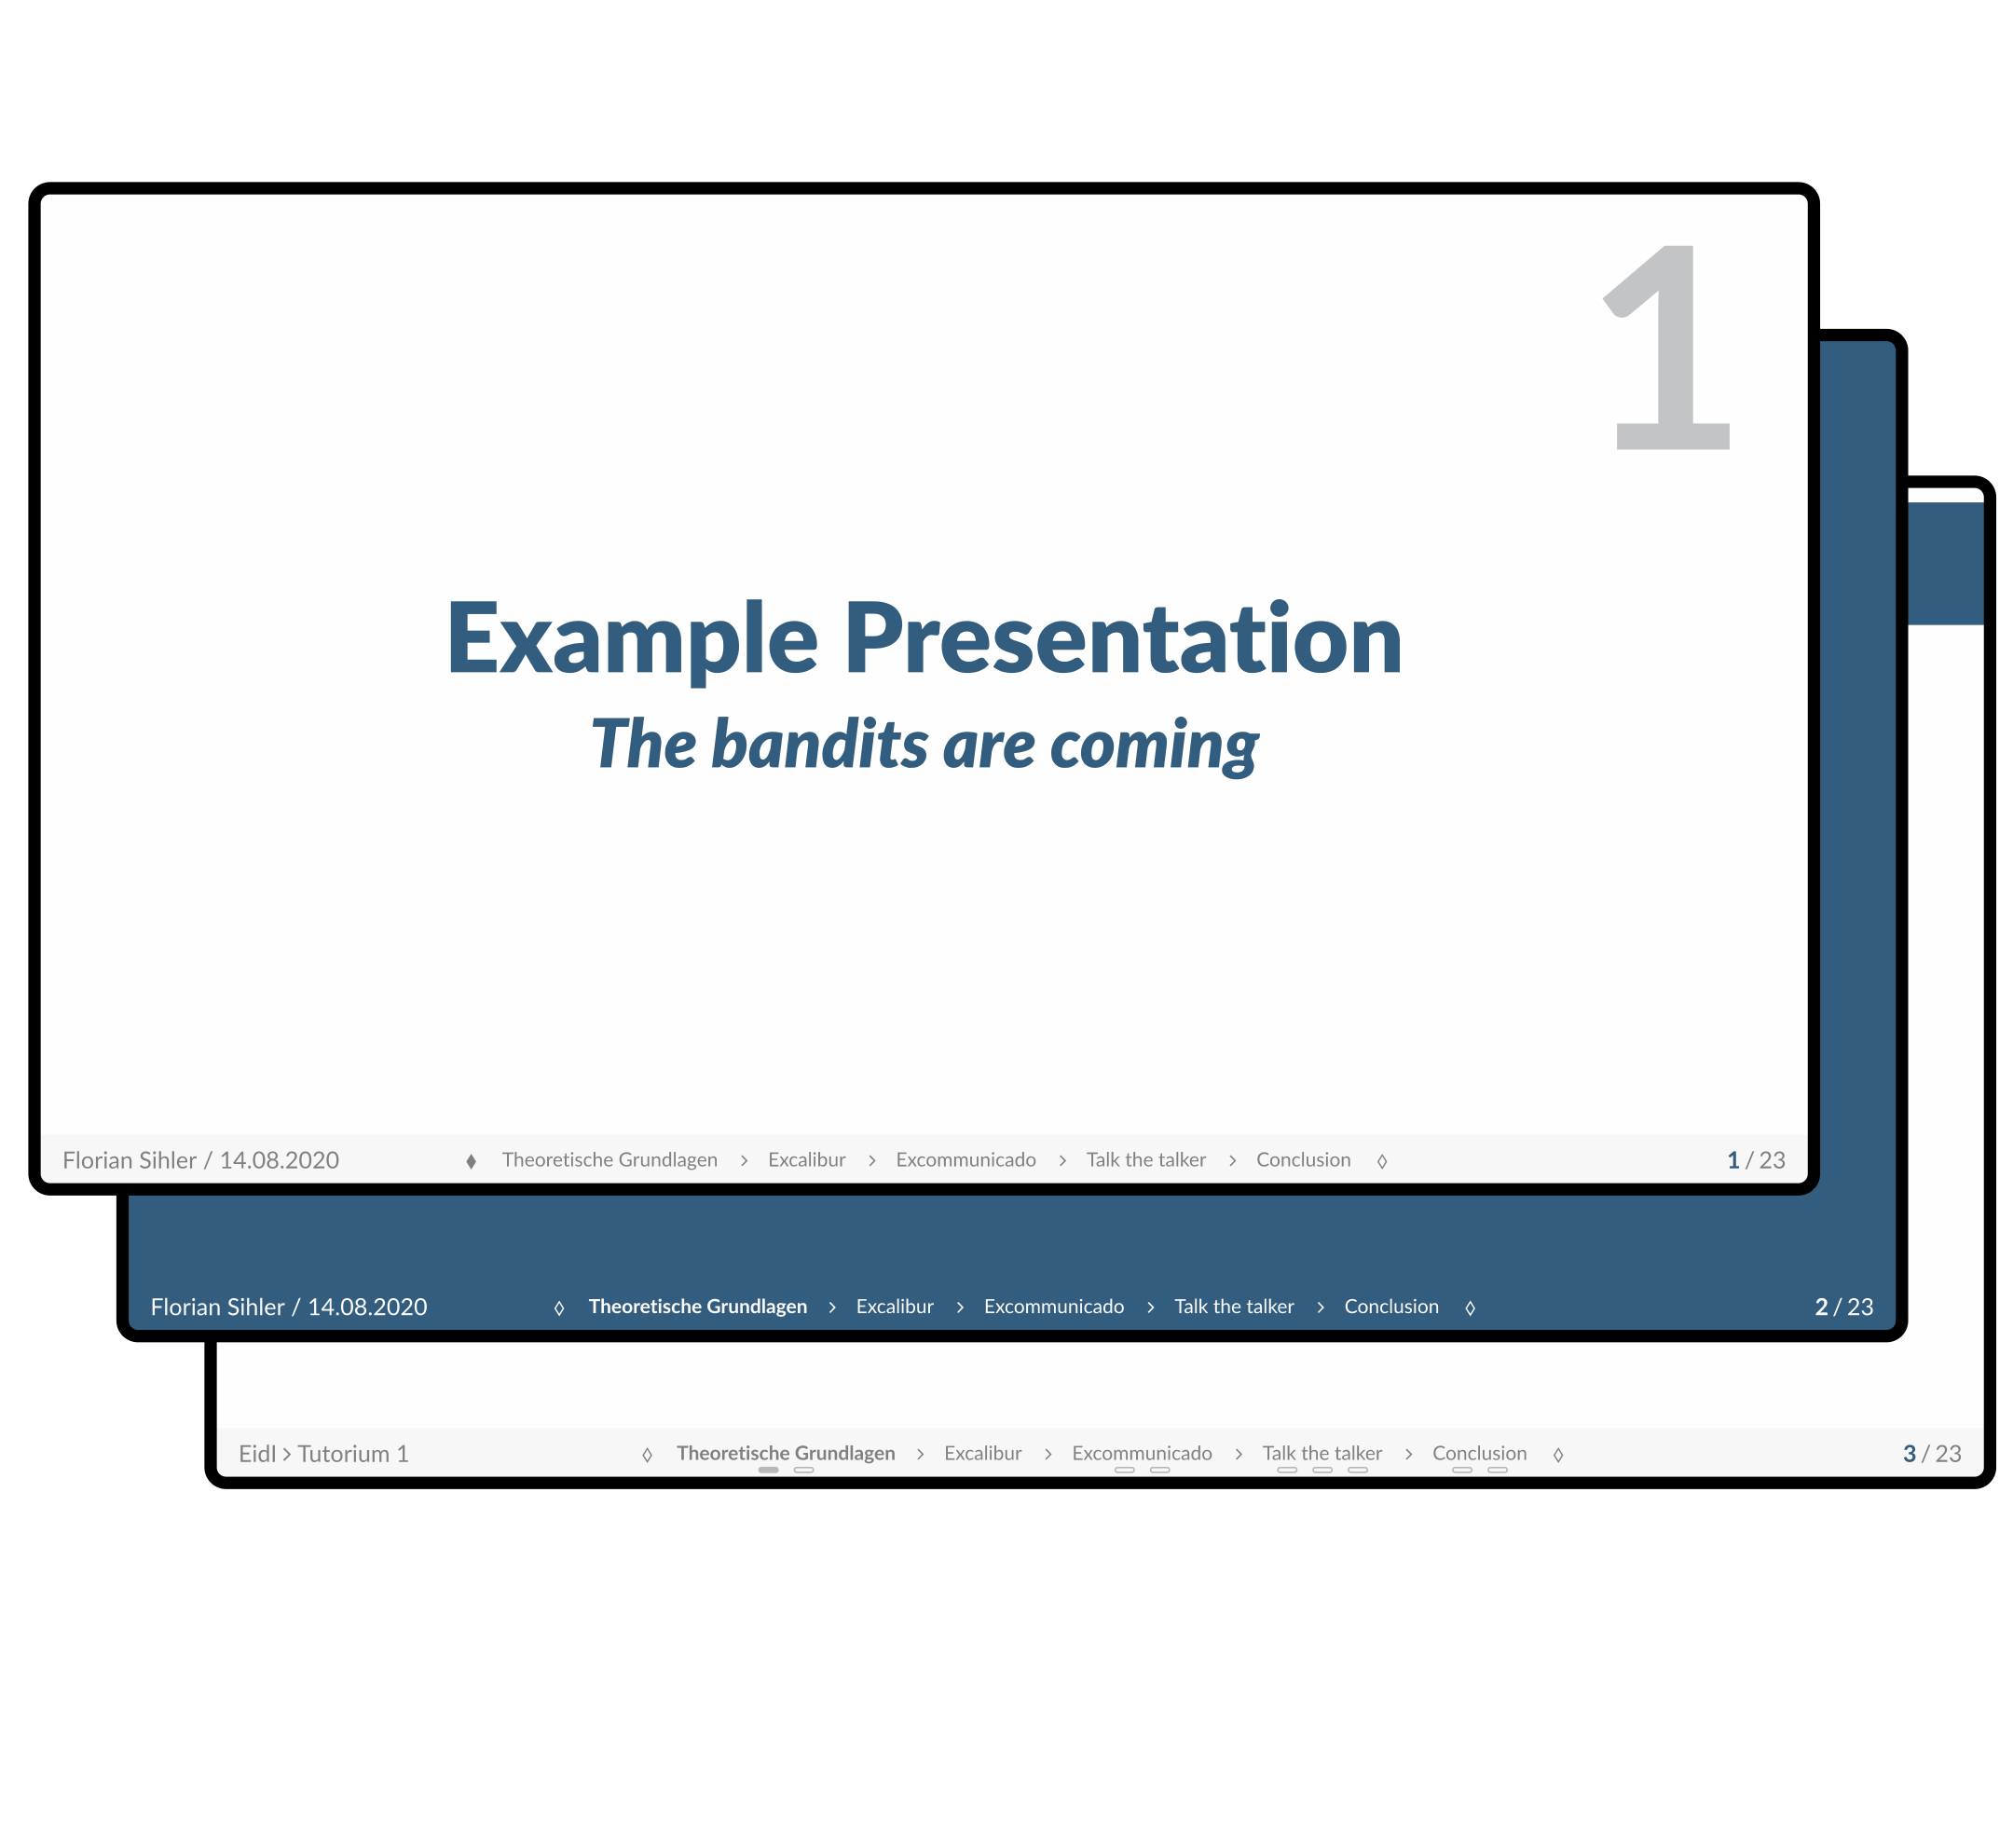 1
Example Presentation
The bandits are coming
Florian Sihler / 14.08.2020 ♦ Theoretische Grundlagen > Excalibur > Excommunicado > Talk the talker > Conclusion ◊ 1 / 23
Florian Sihler / 14.08.2020 ◊ Theoretische Grundlagen > Excalibur > Excommunicado > Talk the talker > Conclusion ◊ 2 / 23
EidI > Tutorium 1 ◊ Theoretische Grundlagen > Excalibur > Excommunicado > Talk the talker > Conclusion ◊ 3 / 23